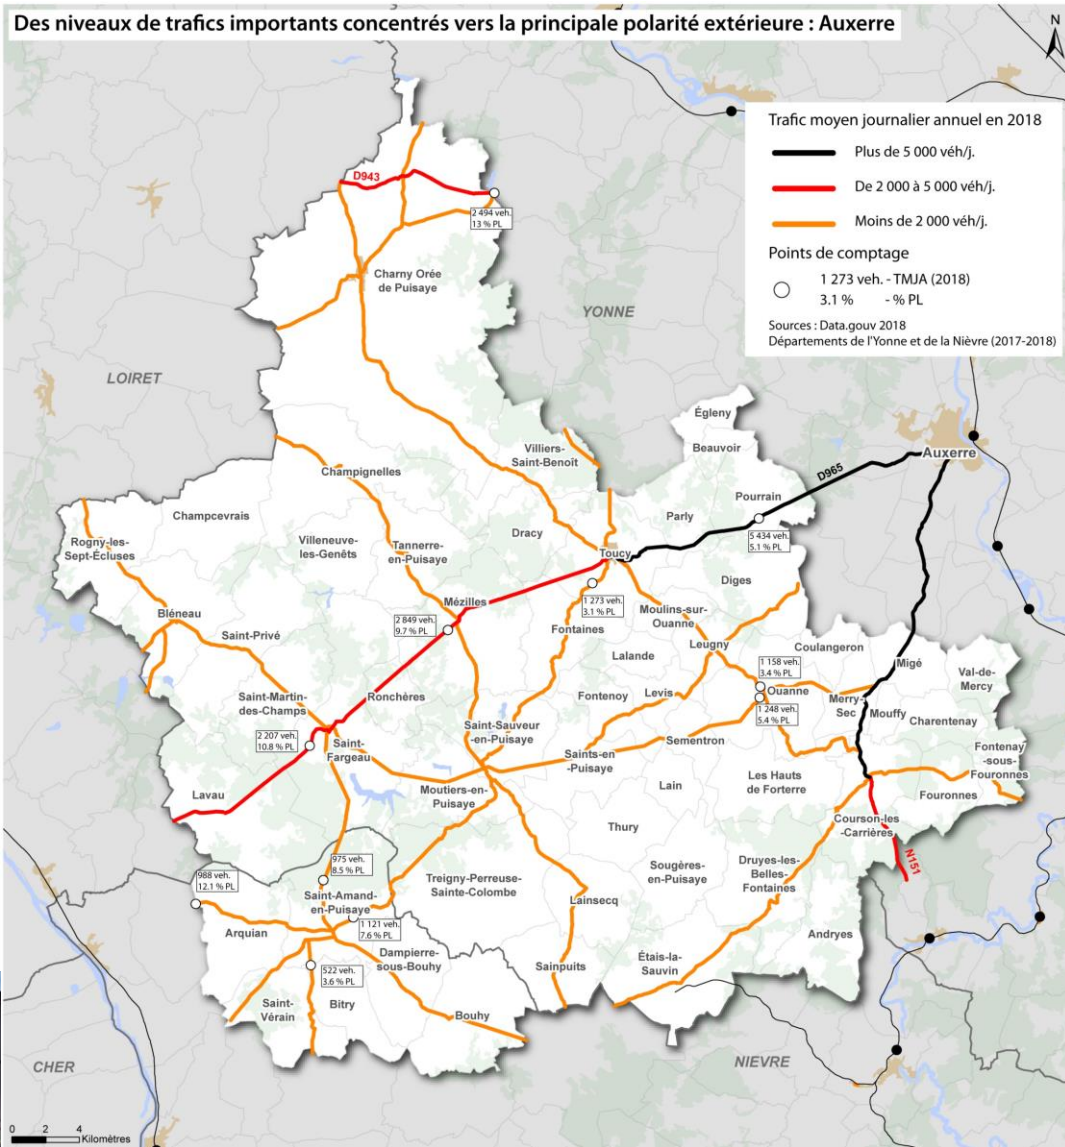 Des niveaux de trafics importants concentrés vers la principale polarité extérieure : Auxerre
N
Trafic moyen journalier annuel en 2018
Plus de 5 000 véh/j.
De 2 000 à 5 000 véh/j.
Moins de 2 000 véh/j.
Points de comptage
1 273 veh. - TMJA (2018)
3.1 % - % PL
Sources : Data.gouv 2018
Départements de l'Yonne et de la Nièvre (2017-2018)
D943
2 494 veh.
13 % PL
Charny Orée
de Puisaye
YONNE
LOIRET
Égleny
Beauvoir
Villiers-
Saint-Benoît
Auxerre
D965
Champignelles
Pourrain
Champcevrais
Parly
Dracy
5 434 veh.
5.1 % PL
Rogny-les-
Sept-Écluses
Villeneuve-
les-Genêts
Tannerre-
en-Puisaye
Toucy
Diges
1 273 veh.
3.1 % PL
Mézilles
Bléneau
2 849 veh.
9.7 % PL
Fontaines
Moulins-sur-
Ouanne
Saint-Privé
Leugny
Coulangeron
Lalande
Migé
Val-de-
Mercy
1 158 veh.
3.4 % PL
Ronchères
Saint-Martin-
des-Champs
Fontenoy
Levis
Ouanne
Merry-
Sec
Mouffy
Charentenay
1 248 veh.
5.4 % PL
Saint-Sauveur
-en-Puisaye
2 207 veh.
10.8 % PL
Saint-
Fargeau
Sementron
Saints-en
-Puisaye
Fontenay
-sous-
Fouronnes
Lavau
Moutiers-en-
Puisaye
Lain
Les Hauts
de Forterre
Fouronnes
Courson-les
-Carrières
Thury
N151
975 veh.
8.5 % PL
988 veh.
12.1 % PL
Treigny-Perreuse-
Sainte-Colombe
Sougères-
en-Puisaye
Druyes-les-
Belles-
Fontaines
Saint-Amand-
en-Puisaye
Lainsecq
1 121 veh.
7.6 % PL
Arquian
Andryes
Dampierre-
sous-Bouhy
Étais-la-
Sauvin
Sainpuits
522 veh.
3.6 % PL
Saint-
Vérain
Bitry
Bouhy
CHER
NIEVRE
0 2 4
Kilomètres